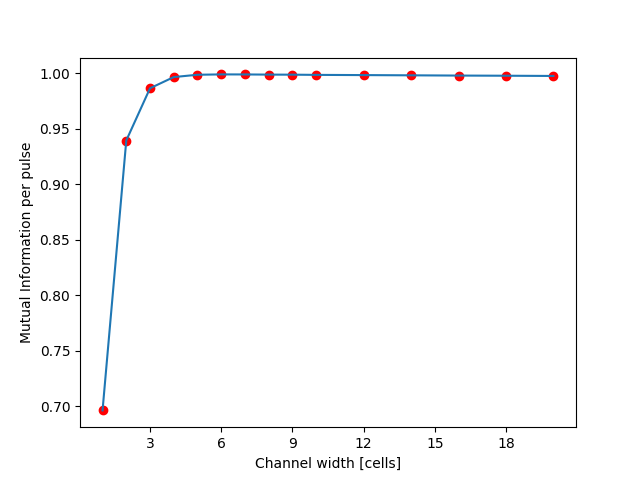 1.00
0.95
0.90
0.85
0.80
0.75
0.70
Mutual Information per pulse
3 6 9 12 15 18
Channel width [cells]